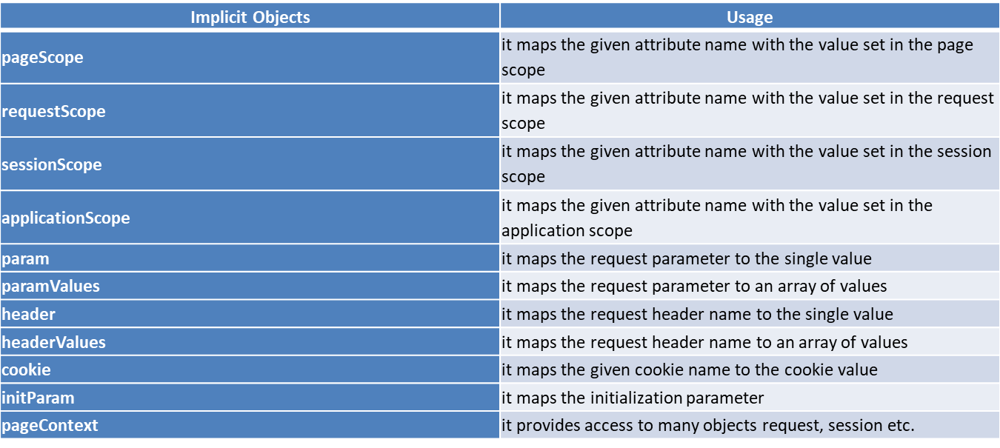 Implicit Objects
Usage
pageScope
it maps the given attribute name with the value set in the page
scope
requestScope
it maps the given attribute name with the value set in the request
scope
sessionScope
it maps the given attribute name with the value set in the session
scope
applicationScope
it maps the given attribute name with the value set in the
application scope
param
it maps the request parameter to the single value
paramValues
it maps the request parameter to an array of values
header
it maps the request header name to the single value
headerValues
it maps the request header name to an array of values
cookie
it maps the given cookie name to the cookie value
initParam
it maps the initialization parameter
pageContext
it provides access to many objects request, session etc.